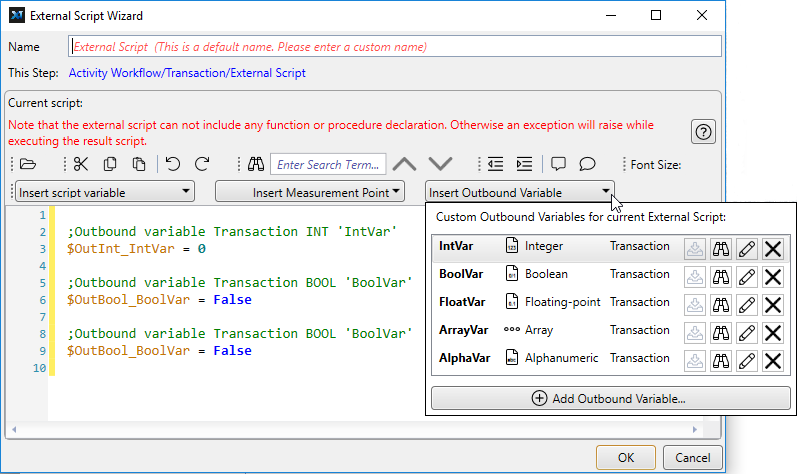 External Script Wizard
Name
External Script (This is a default name. Please enter a custom name)
This Step: Activity Workflow/Transaction/External Script
Current script:
Note that the external script can not include any function or procedure declaration. Otherwise an exception will raise while
executing the result script.
?
Enter Search Term...
Font Size:
Insert script variable
Insert Measurement Point
Insert Outbound Variable
1
2 ;Outbound variable Transaction INT 'IntVar'
3 $OutInt_IntVar = 0
4
5 ;Outbound variable Transaction BOOL 'BoolVar'
6 $OutBool_BoolVar = False
7
8 ;Outbound variable Transaction BOOL 'BoolVar'
9 $OutBool_BoolVar = False
10
Custom Outbound Variables for current External Script:
IntVar 123 Integer Transaction
BoolVar Boolean Transaction
FloatVar 0.1 Floating-point Transaction
ArrayVar Array Transaction
AlphaVar abc Alphanumeric Transaction
Add Outbound Variable...
OK
Cancel